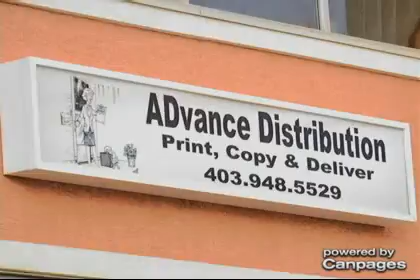 ADvance Distribution
Print, Copy & Deliver
403.948.5529
powered by
Canpages